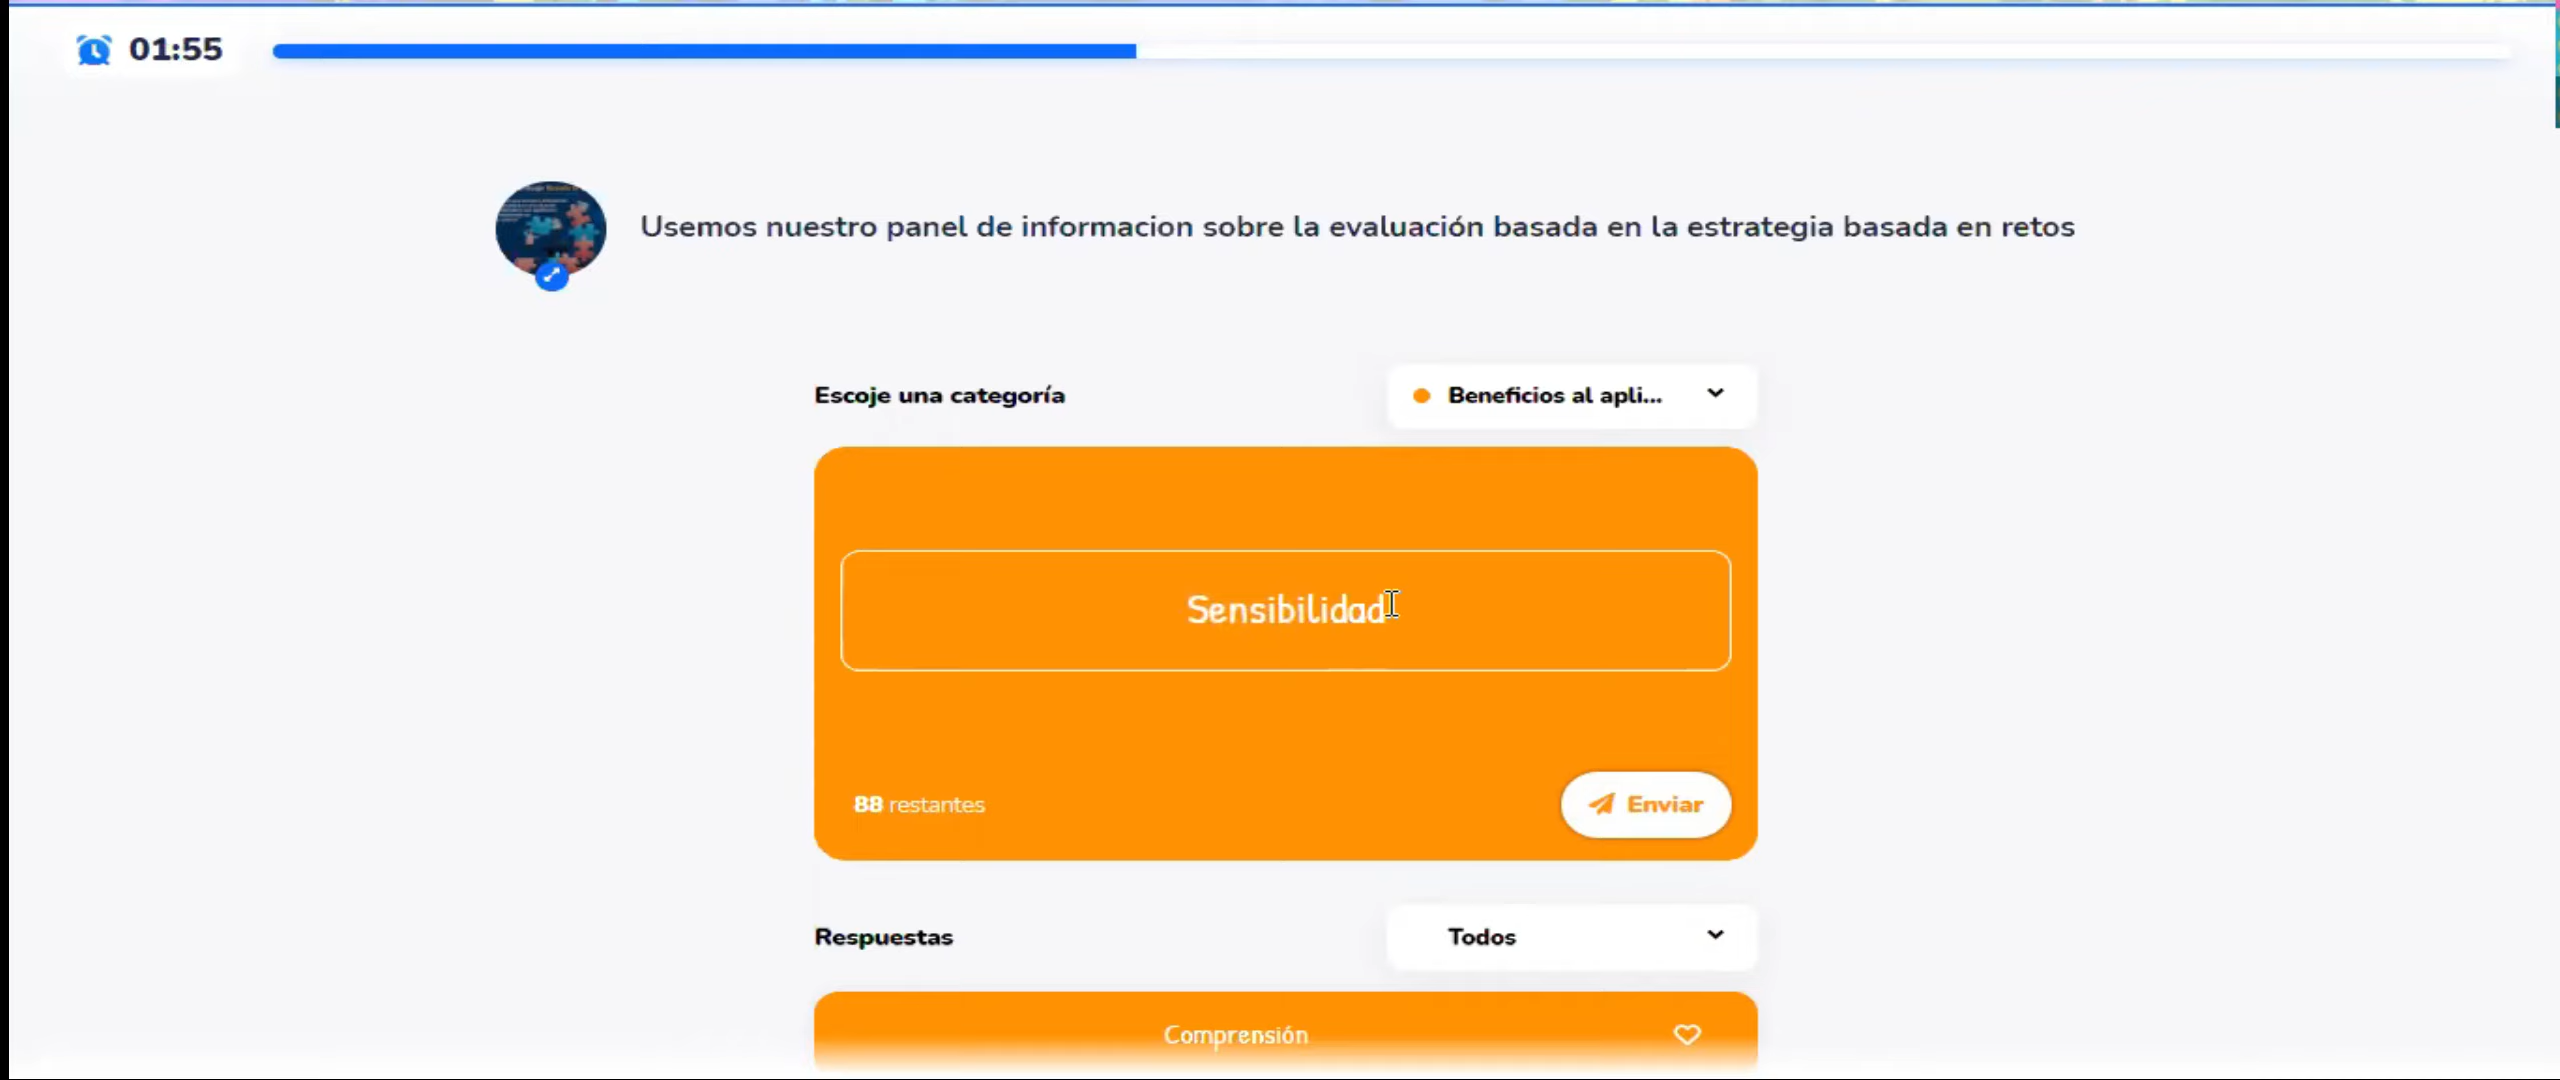 01:55
Usemos nuestro panel de informacion sobre la evaluación basada en la estrategia basada en retos
Escoje una categoría
Beneficios al apli...
Sensibilidad
88 restantes
Enviar
Respuestas
Todos
Comprensión